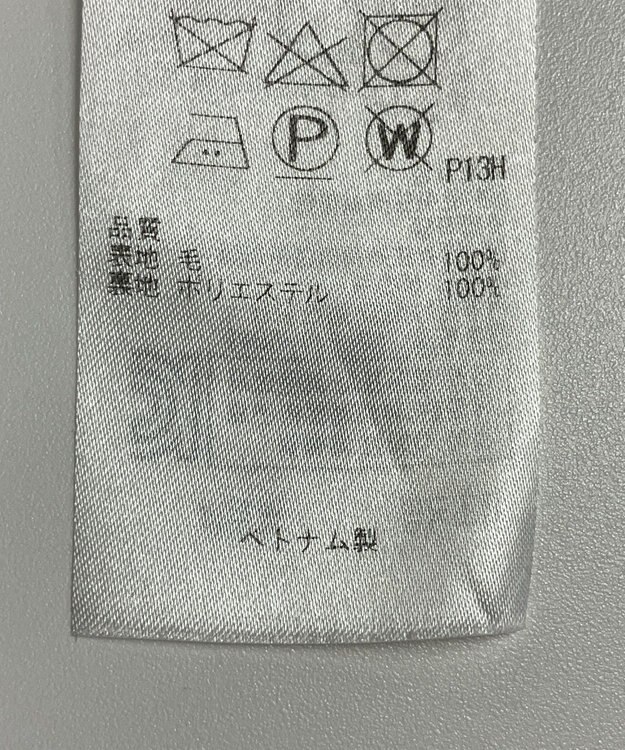 P W P13H
品質
表地 毛 100%
裏地 ポリエステル 100%
ベトナム製